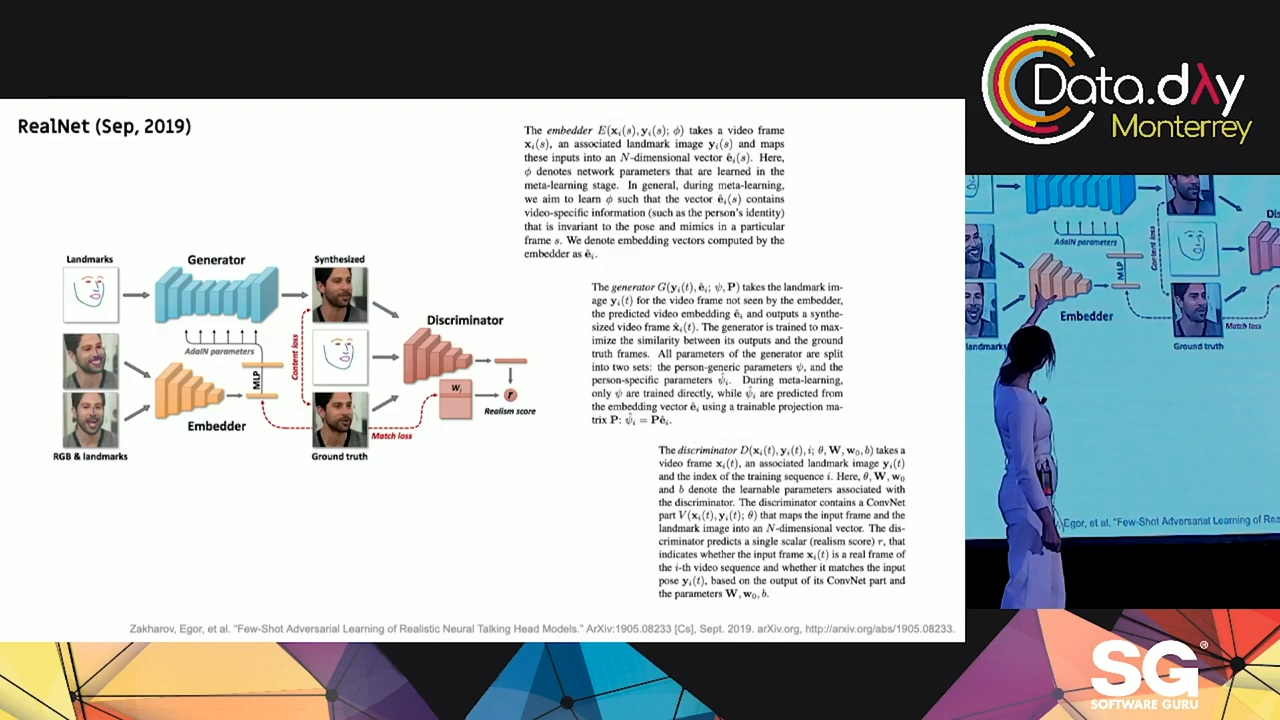 RealNet (Sep, 2019)
Landmarks
Generator
Synthesized
AdaIN parameters
MLP
Content loss
Embedder
RGB & landmarks
Ground truth
Match loss
Discriminator
Wᵢ
r
Realism score
The embedder E(xᵢ(s), yᵢ(s); ϕ) takes a video frame
xᵢ(s), an associated landmark image yᵢ(s) and maps
these inputs into an N-dimensional vector êᵢ(s). Here,
ϕ denotes network parameters that are learned in the
meta-learning stage. In general, during meta-learning,
we aim to learn ϕ such that the vector êᵢ(s) contains
video-specific information (such as the person's identity)
that is invariant to the pose and mimics in a particular
frame s. We denote embedding vectors computed by the
embedder as êᵢ.
The generator G(yᵢ(t), êᵢ; ψ, P) takes the landmark im-
age yᵢ(t) for the video frame not seen by the embedder,
the predicted video embedding êᵢ and outputs a synthe-
sized video frame x̂ᵢ(t). The generator is trained to max-
imize the similarity between its outputs and the ground
truth frames. All parameters of the generator are split
into two sets: the person-generic parameters ψ, and the
person-specific parameters ψ̂ᵢ. During meta-learning,
only ψ are trained directly, while ψ̂ᵢ are predicted from
the embedding vector êᵢ using a trainable projection ma-
trix P: ψ̂ᵢ = Pêᵢ.
The discriminator D(xᵢ(t), yᵢ(t), i; θ, W, w₀, b) takes a
video frame xᵢ(t), an associated landmark image yᵢ(t)
and the index of the training sequence i. Here, θ, W, w₀
and b denote the learnable parameters associated with
the discriminator. The discriminator contains a ConvNet
part V(xᵢ(t), yᵢ(t); θ) that maps the input frame and the
landmark image into an N-dimensional vector. The dis-
criminator predicts a single scalar (realism score) r, that
indicates whether the input frame xᵢ(t) is a real frame of
the i-th video sequence and whether it matches the input
pose yᵢ(t), based on the output of its ConvNet part and
the parameters W, w₀, b.
Zakharov, Egor, et al. “Few-Shot Adversarial Learning of Realistic Neural Talking Head Models.” ArXiv:1905.08233 [Cs], Sept. 2019. arXiv.org, http://arxiv.org/abs/1905.08233.
Data.dλy
Monterrey
AdaIN parameters
MLP
Content loss
Dis
Embedder
landmarks
Ground truth
Match loss
, Egor, et al. "Few-Shot Adversarial Learning of Rea
SG®
SOFTWARE GURU